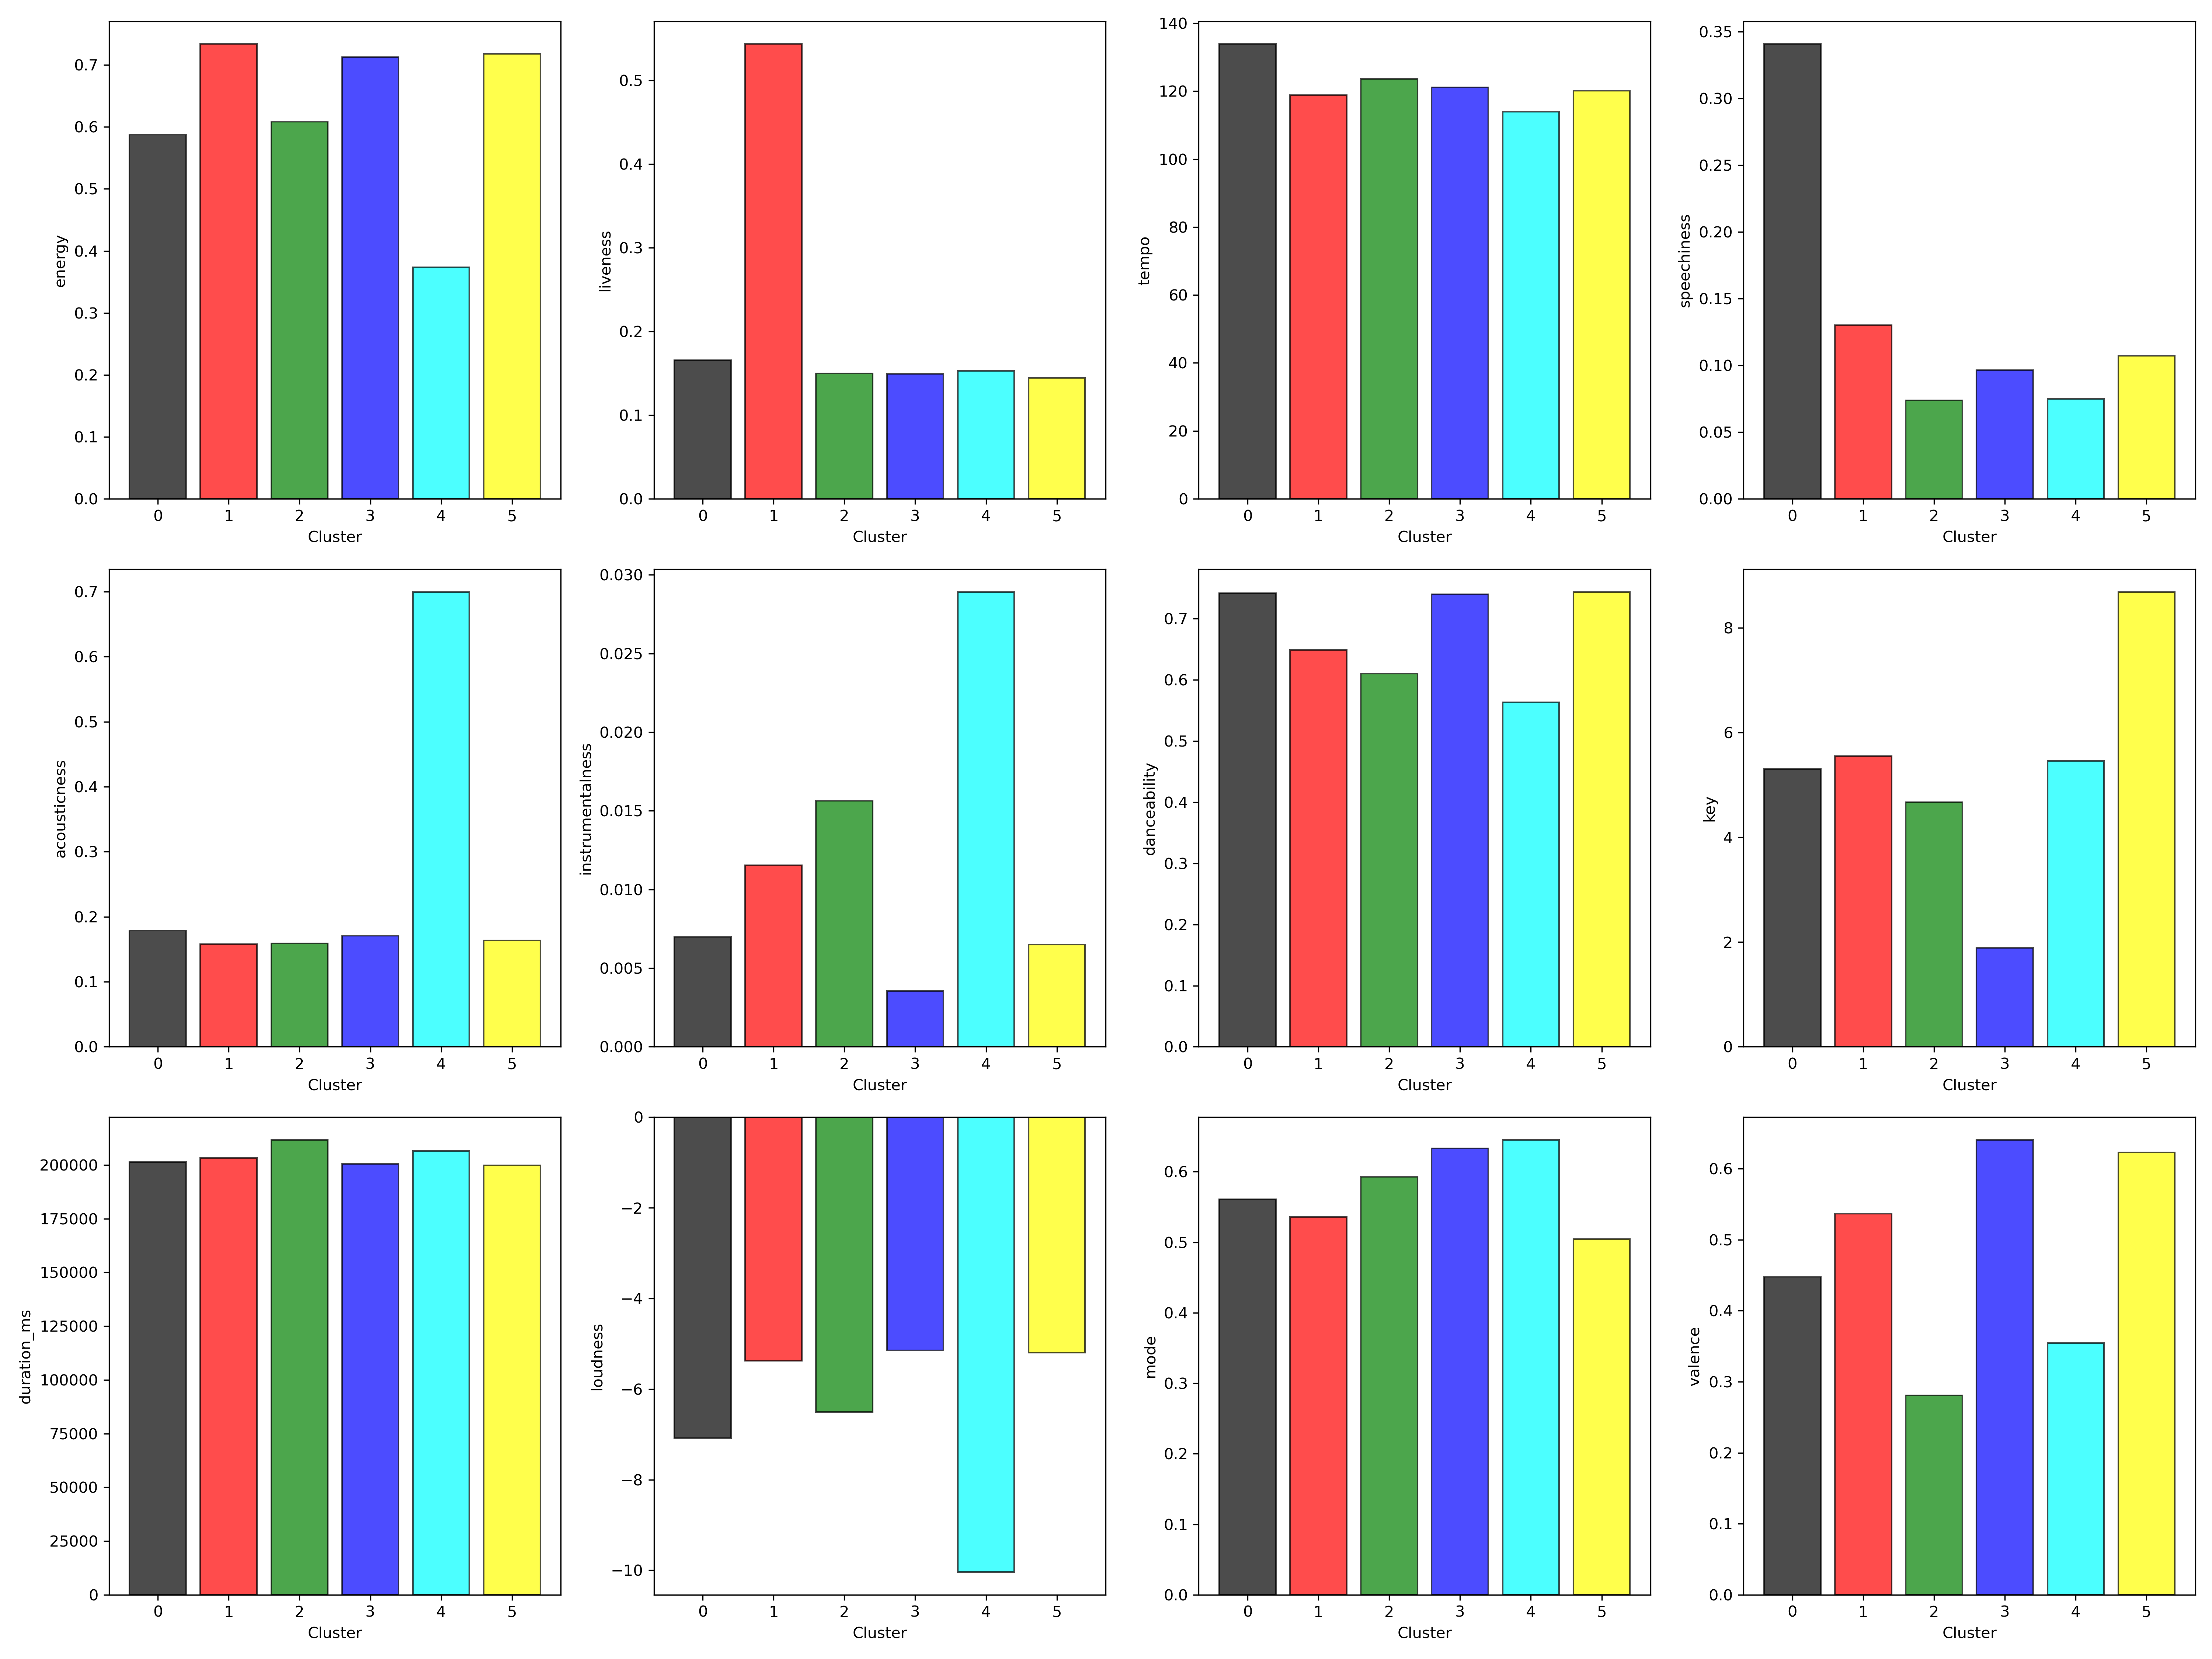 0.7
0.6
0.5
0.4
0.3
0.2
0.1
0.0
energy
0 1 2 3 4 5
Cluster
0.5
0.4
0.3
0.2
0.1
0.0
liveness
0 1 2 3 4 5
Cluster
140
120
100
80
60
40
20
0
tempo
0 1 2 3 4 5
Cluster
0.35
0.30
0.25
0.20
0.15
0.10
0.05
0.00
speechiness
0 1 2 3 4 5
Cluster
0.7
0.6
0.5
0.4
0.3
0.2
0.1
0.0
acousticness
0 1 2 3 4 5
Cluster
0.030
0.025
0.020
0.015
0.010
0.005
0.000
instrumentalness
0 1 2 3 4 5
Cluster
0.7
0.6
0.5
0.4
0.3
0.2
0.1
0.0
danceability
0 1 2 3 4 5
Cluster
8
6
4
2
0
key
0 1 2 3 4 5
Cluster
200000
175000
150000
125000
100000
75000
50000
25000
0
duration_ms
0 1 2 3 4 5
Cluster
0
−2
−4
−6
−8
−10
loudness
0 1 2 3 4 5
Cluster
0.6
0.5
0.4
0.3
0.2
0.1
0.0
mode
0 1 2 3 4 5
Cluster
0.6
0.5
0.4
0.3
0.2
0.1
0.0
valence
0 1 2 3 4 5
Cluster